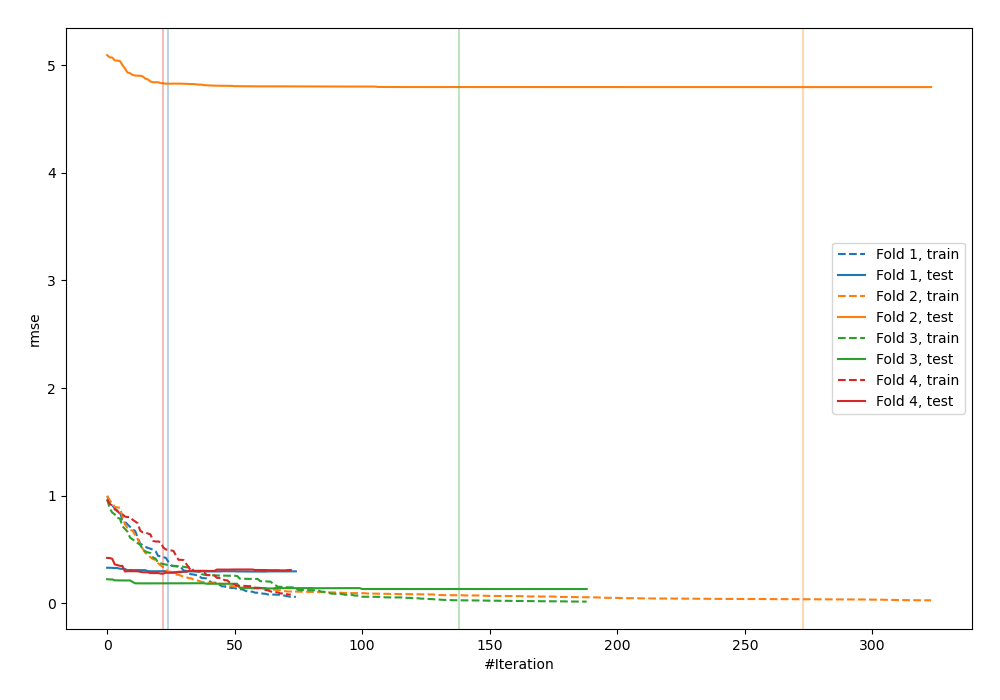 5
4
3
2
1
0
rmse
Fold 1, train
Fold 1, test
Fold 2, train
Fold 2, test
Fold 3, train
Fold 3, test
Fold 4, train
Fold 4, test
0 50 100 150 200 250 300
#Iteration